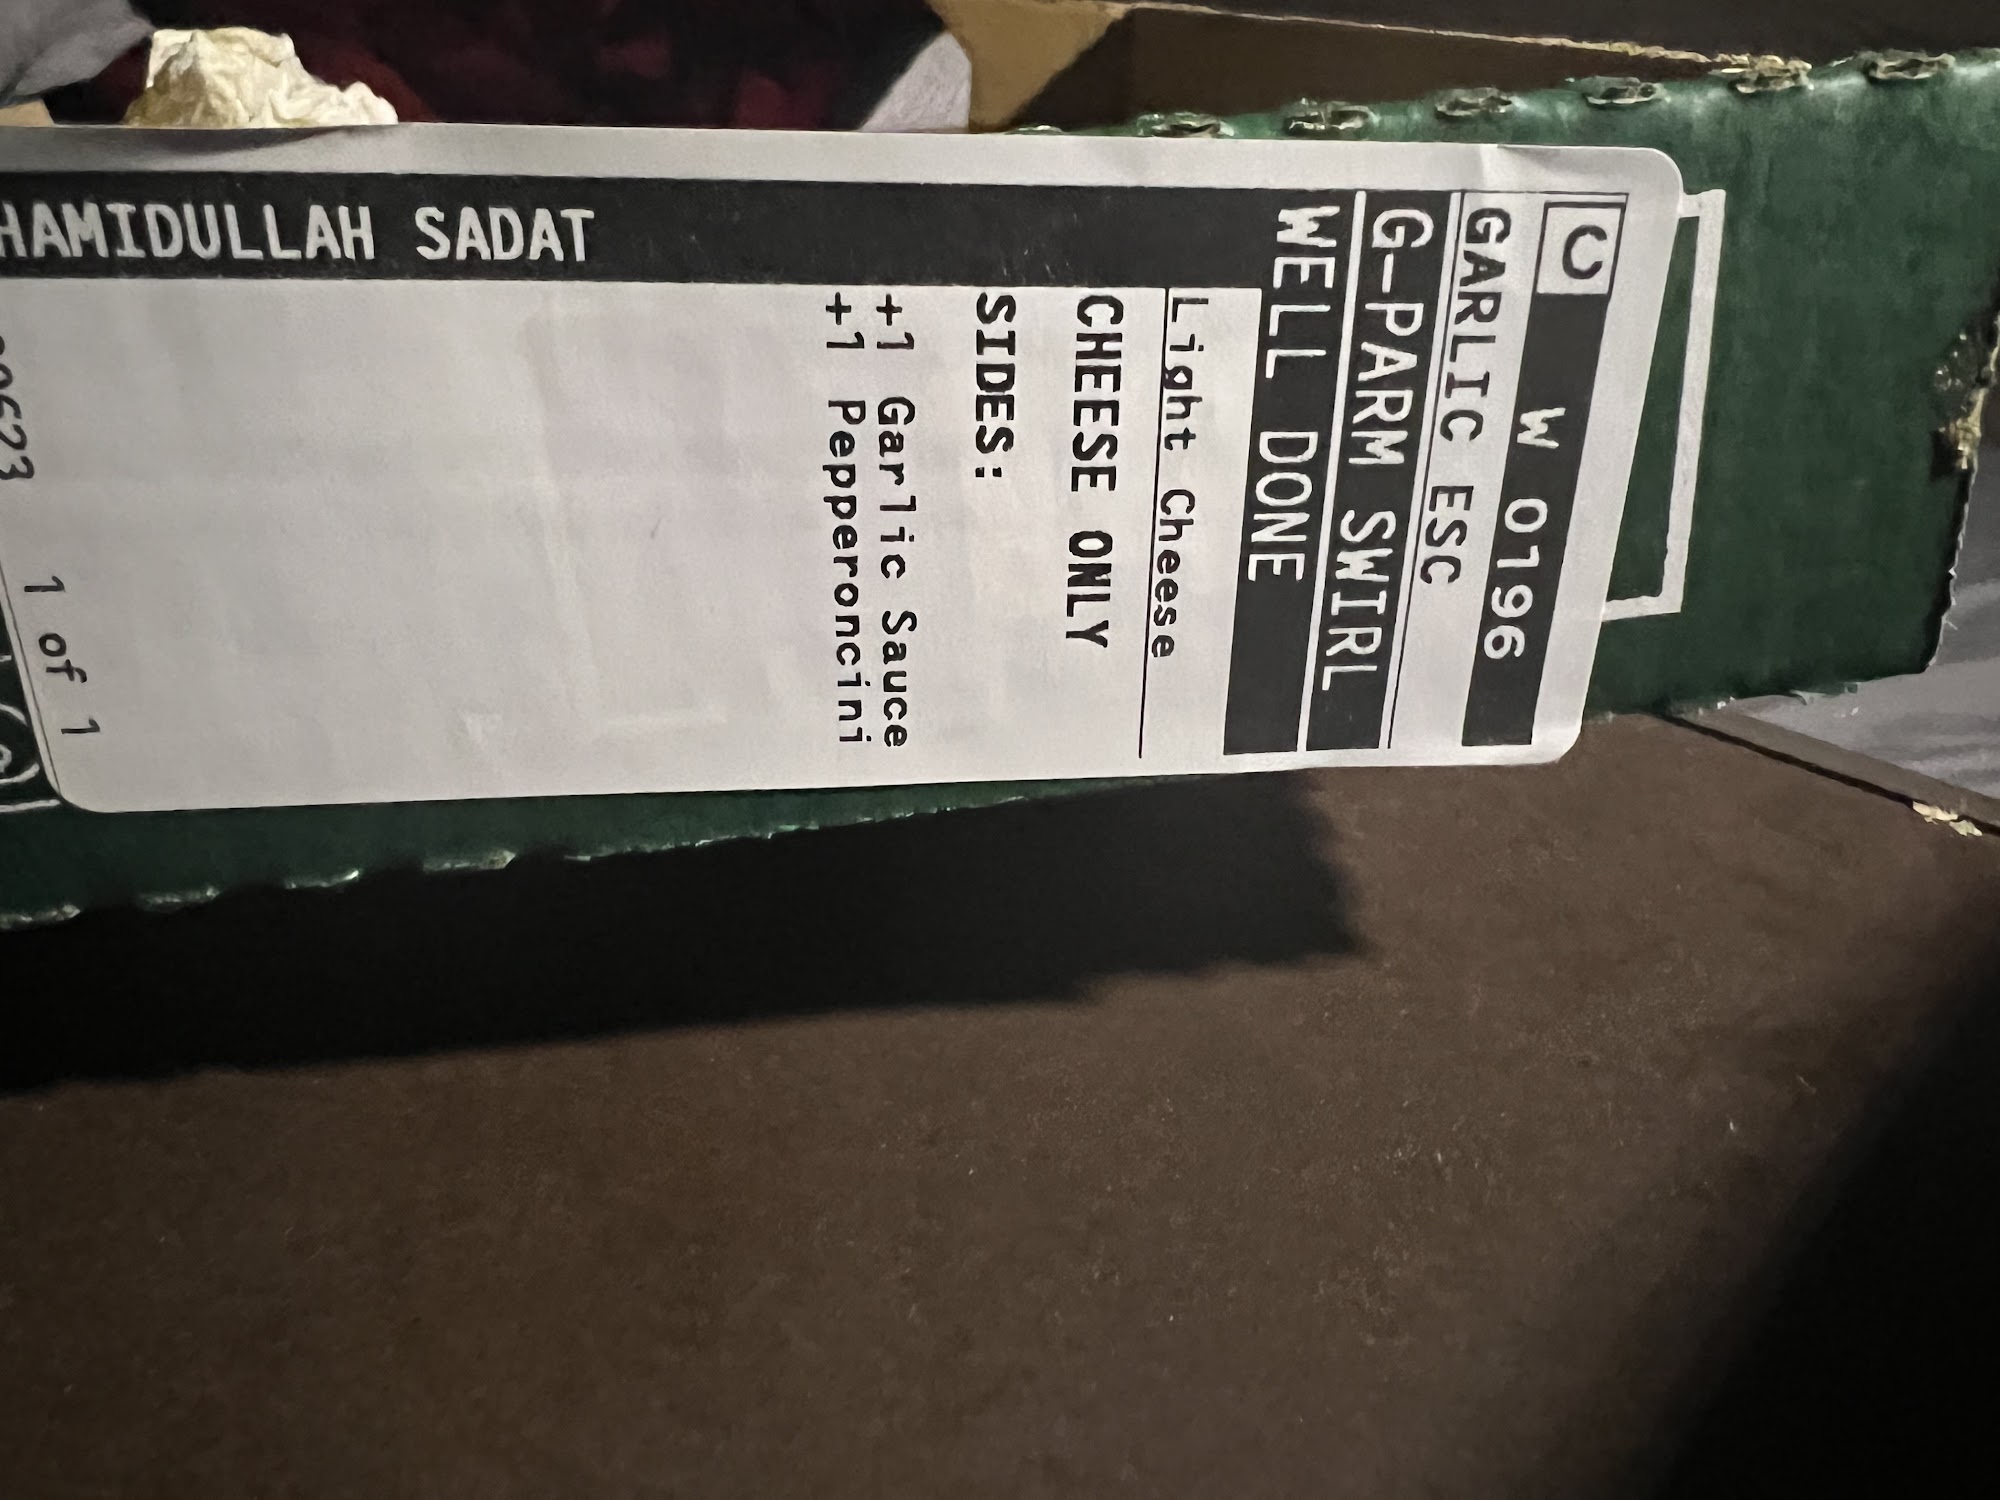 C W 0196
GARLIC ESC
G-PARM SWIRL
WELL DONE
Light Cheese
CHEESE ONLY
SIDES:
+1 Garlic Sauce
+1 Pepperoncini
1 of 1
HAMIDULLAH SADAT